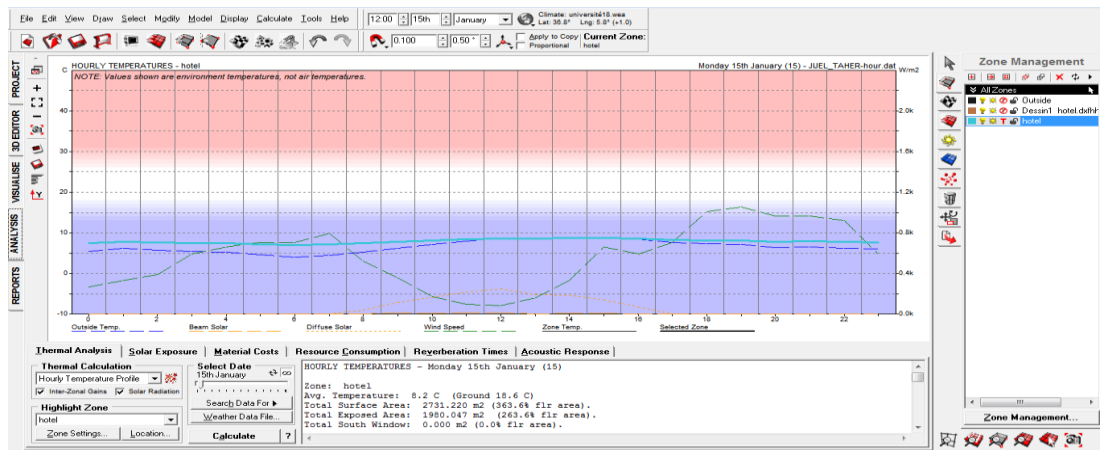 File Edit View Draw Select Modify Model Display Calculate Tools Help
12:00 15th January
Climate: université18.wea
Lat: 36.8° Lng: 5.8° (+1.0)
0.100 0.50 °
Apply to Copy
Proportional
Current Zone:
hotel
PROJECT
3D EDITOR
VISUALISE
ANALYSIS
REPORTS
C HOURLY TEMPERATURES - hotel Monday 15th January (15) - JUEL_TAHER-hour.dat W/m2
NOTE: Values shown are environment temperatures, not air temperatures.
40 2.0k
30 1.6k
20 1.2k
10 0.8k
0 0.4k
-10 0.0k
0 2 4 6 8 10 12 14 16 18 20 22
Outside Temp. Beam Solar Diffuse Solar Wind Speed Zone Temp. Selected Zone
Thermal Analysis Solar Exposure Material Costs Resource Consumption Reverberation Times Acoustic Response
Thermal Calculation
Hourly Temperature Profile
Inter-Zonal Gains Solar Radiation
Highlight Zone
hotel
Zone Settings... Location...
Select Date
15th January
Search Data For
Weather Data File...
Calculate ?
HOURLY TEMPERATURES - Monday 15th January (15)
Zone: hotel
Avg. Temperature: 8.2 C (Ground 18.6 C)
Total Surface Area: 2731.220 m2 (363.6% flr area).
Total Exposed Area: 1980.047 m2 (263.6% flr area).
Total South Window: 0.000 m2 (0.0% flr area).
Zone Management
All Zones
Outside
Dessin1 hotel.dxfhh
T hotel
Zone Management...